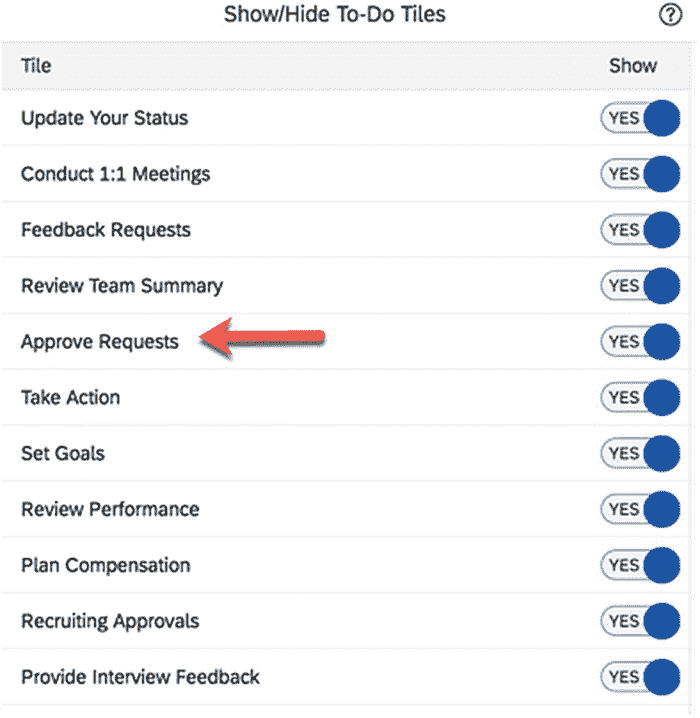 Show/Hide To-Do Tiles ?
Tile Show
Update Your Status YES
Conduct 1:1 Meetings YES
Feedback Requests YES
Review Team Summary YES
Approve Requests YES
Take Action YES
Set Goals YES
Review Performance YES
Plan Compensation YES
Recruiting Approvals YES
Provide Interview Feedback YES